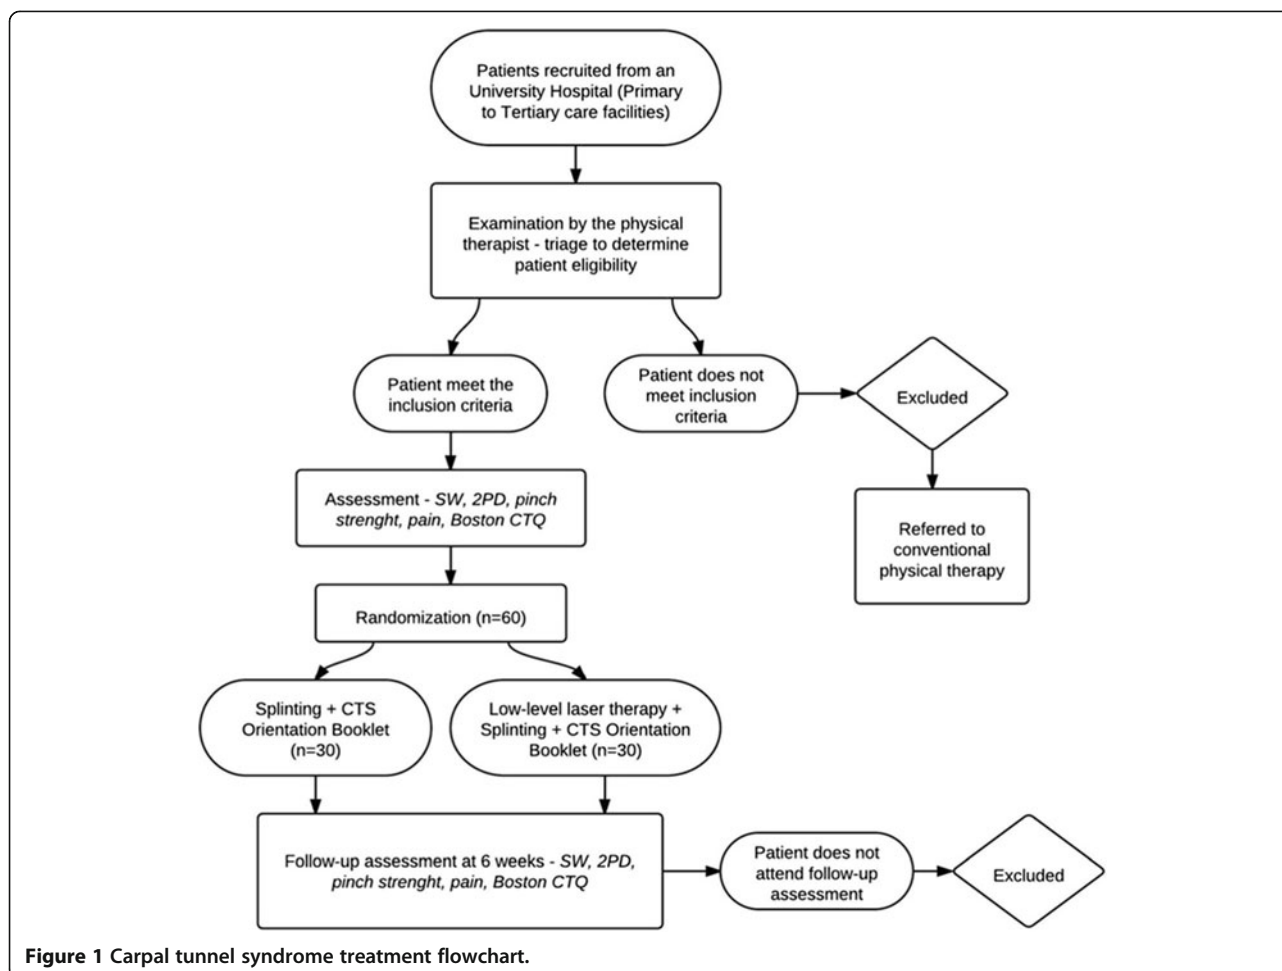 Patients recruited from an
University Hospital (Primary
to Tertiary care facilities)
Examination by the physical
therapist - triage to determine
patient eligibility
Patient meet the
inclusion criteria
Patient does not
meet inclusion
criteria
Excluded
Assessment - SW, 2PD, pinch
strenght, pain, Boston CTQ
Referred to
conventional
physical therapy
Randomization (n=60)
Splinting + CTS
Orientation Booklet
(n=30)
Low-level laser therapy +
Splinting + CTS Orientation
Booklet (n=30)
Follow-up assessment at 6 weeks - SW, 2PD,
pinch strenght, pain, Boston CTQ
Patient does not
attend follow-up
assessment
Excluded
Figure 1 Carpal tunnel syndrome treatment flowchart.